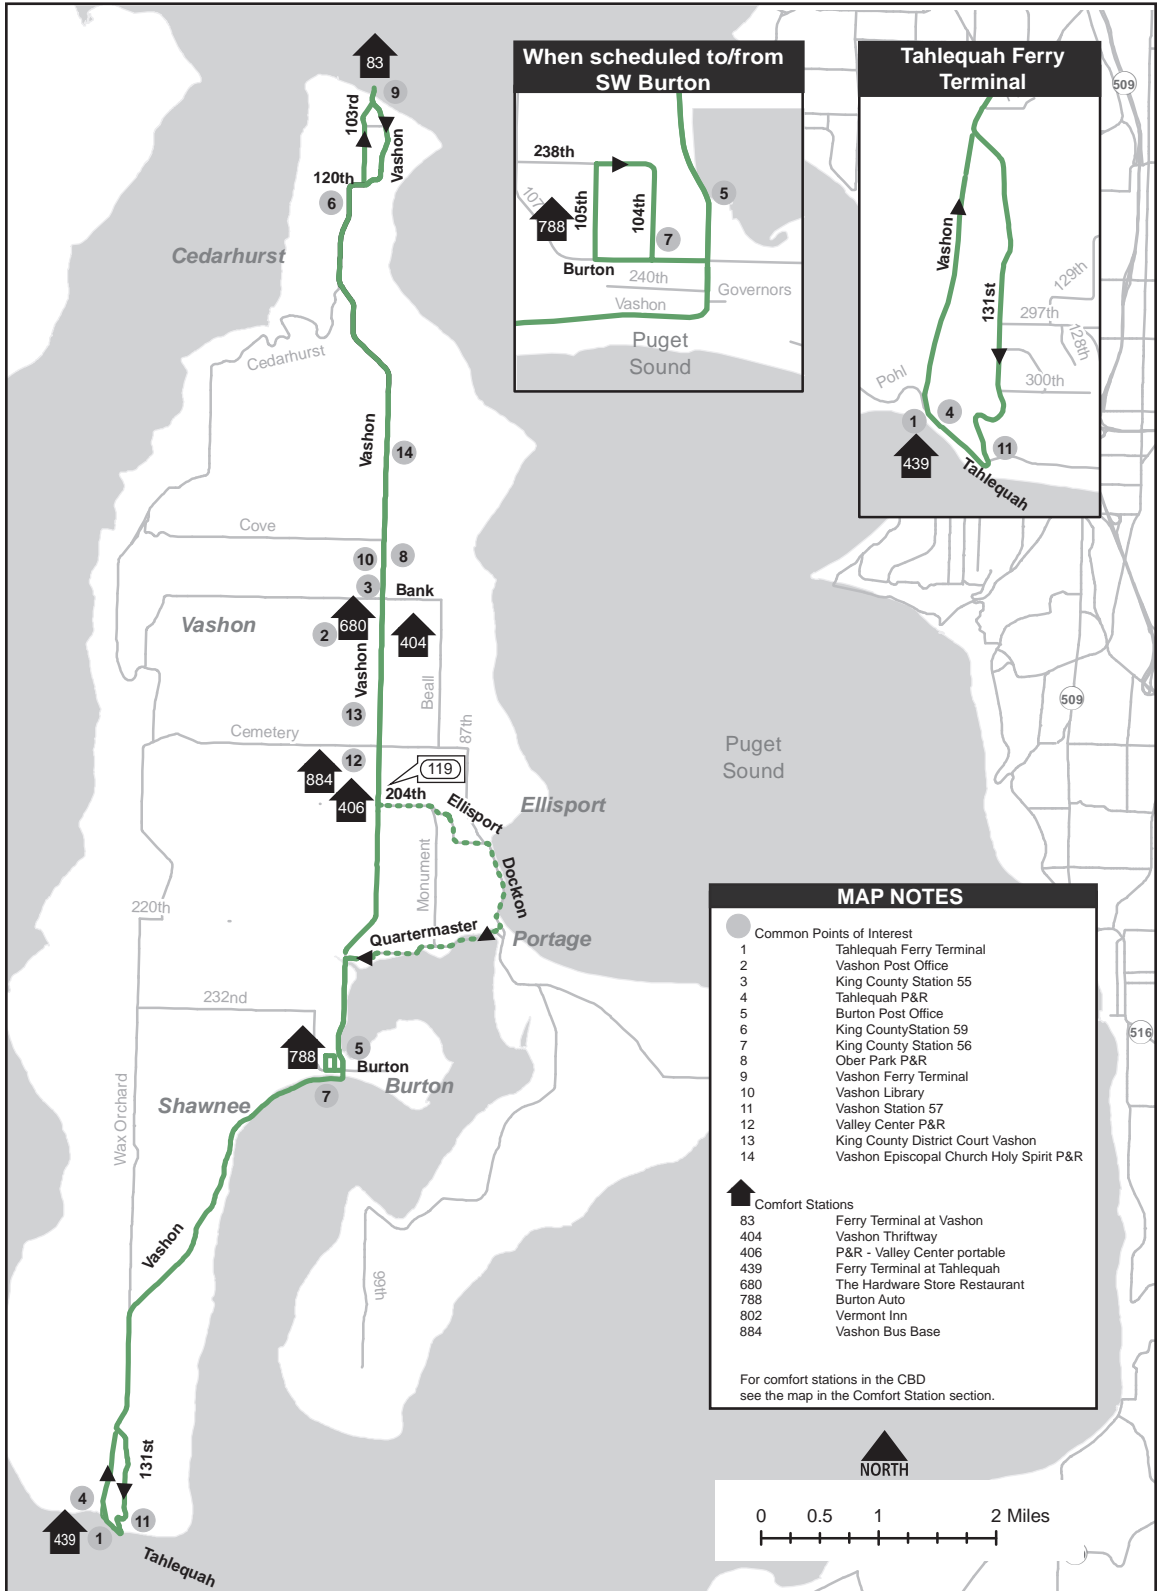 83
9
103rd
Vashon
120th
6
Cedarhurst
Cedarhurst
Vashon
14
Cove
10
8
3
Bank
Vashon
2
680
404
Vashon
Beall
13
87th
Cemetery
12
884
406
119
204th
Ellisport
Ellisport
Monument
Dockton
220th
Quartermaster
Portage
232nd
788
5
Burton
Burton
7
Shawnee
Wax Orchard
Vashon
99th
131st
4
439
1
11
Tahlequah
When scheduled to/from
SW Burton
238th
107
788
105th
104th
5
7
Burton
240th
Vashon
Governors
Puget
Sound
Tahlequah Ferry
Terminal
Vashon
131st
129th
297th
128th
300th
Pohl
1
4
11
439
Tahlequah
509
509
516
Puget
Sound
MAP NOTES
Common Points of Interest
1 Tahlequah Ferry Terminal
2 Vashon Post Office
3 King County Station 55
4 Tahlequah P&R
5 Burton Post Office
6 King CountyStation 59
7 King County Station 56
8 Ober Park P&R
9 Vashon Ferry Terminal
10 Vashon Library
11 Vashon Station 57
12 Valley Center P&R
13 King County District Court Vashon
14 Vashon Episcopal Church Holy Spirit P&R
Comfort Stations
83 Ferry Terminal at Vashon
404 Vashon Thriftway
406 P&R - Valley Center portable
439 Ferry Terminal at Tahlequah
680 The Hardware Store Restaurant
788 Burton Auto
802 Vermont Inn
884 Vashon Bus Base
For comfort stations in the CBD
see the map in the Comfort Station section.
NORTH
0 0.5 1 2 Miles